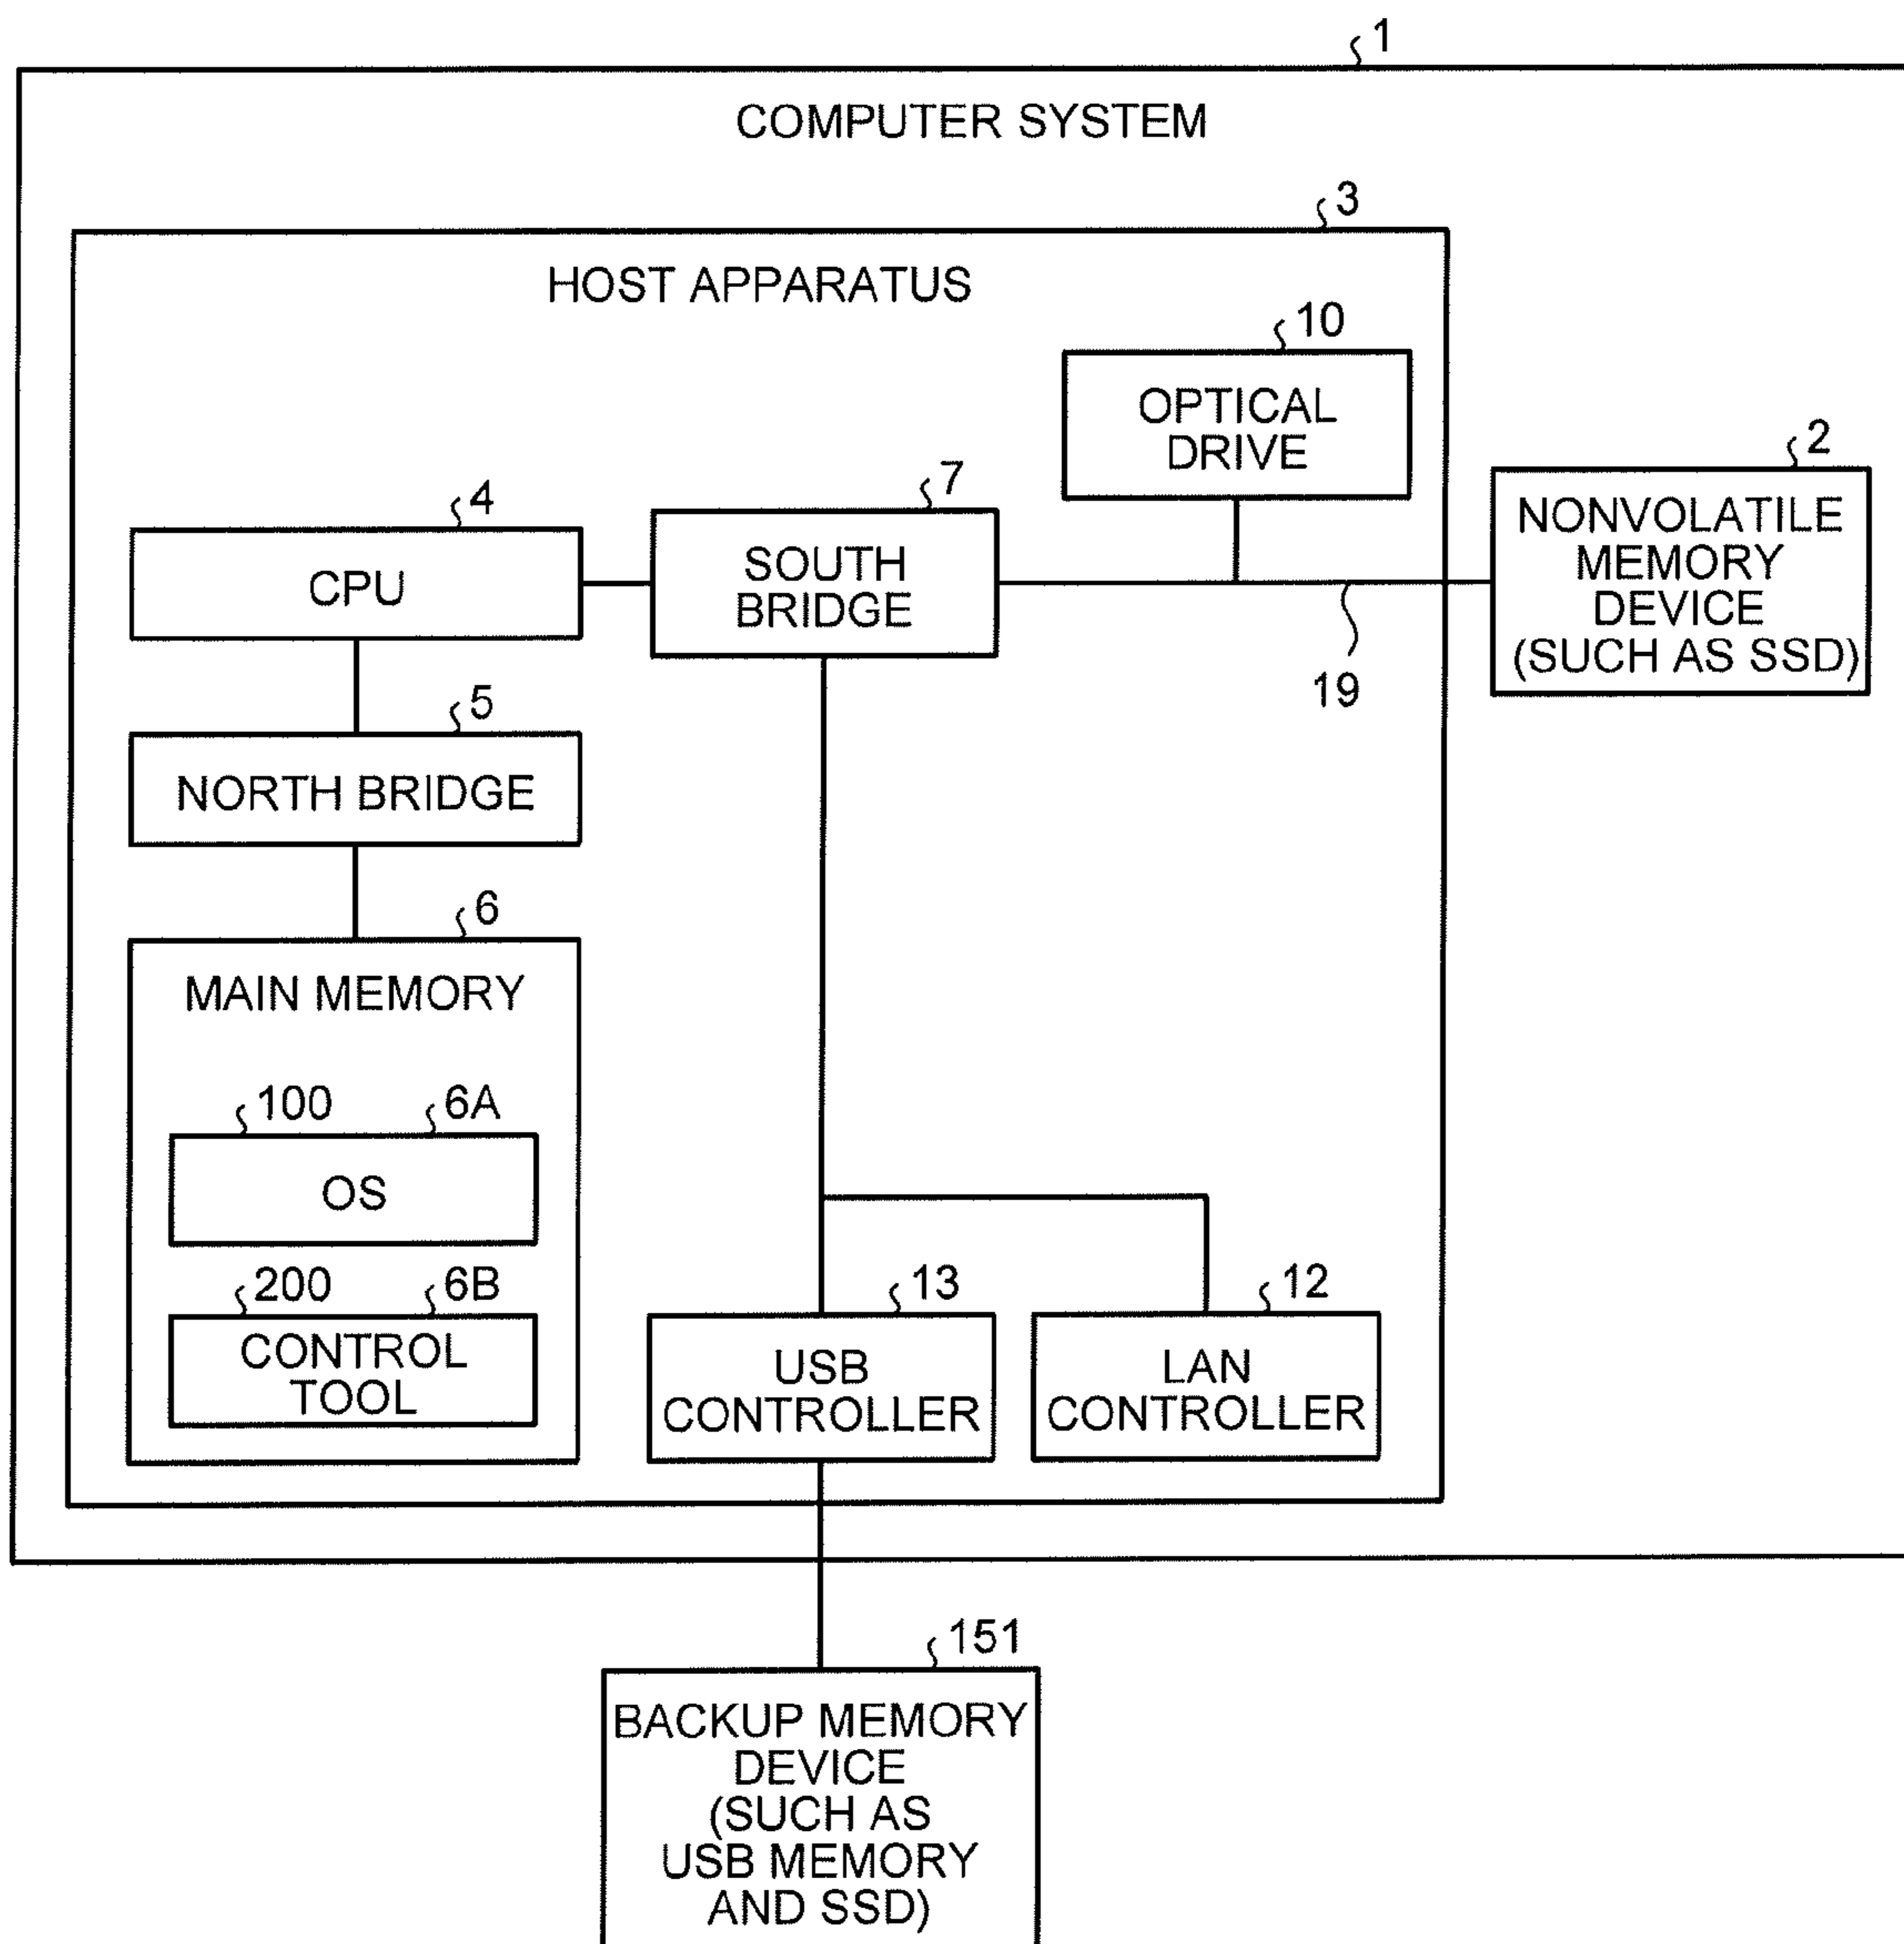 1
COMPUTER SYSTEM
3
HOST APPARATUS
10
OPTICAL
DRIVE
2
NONVOLATILE
MEMORY
DEVICE
(SUCH AS SSD)
4
CPU
7
SOUTH
BRIDGE
19
5
NORTH BRIDGE
6
MAIN MEMORY
100
6A
OS
200
6B
CONTROL
TOOL
13
USB
CONTROLLER
12
LAN
CONTROLLER
151
BACKUP MEMORY
DEVICE
(SUCH AS
USB MEMORY
AND SSD)